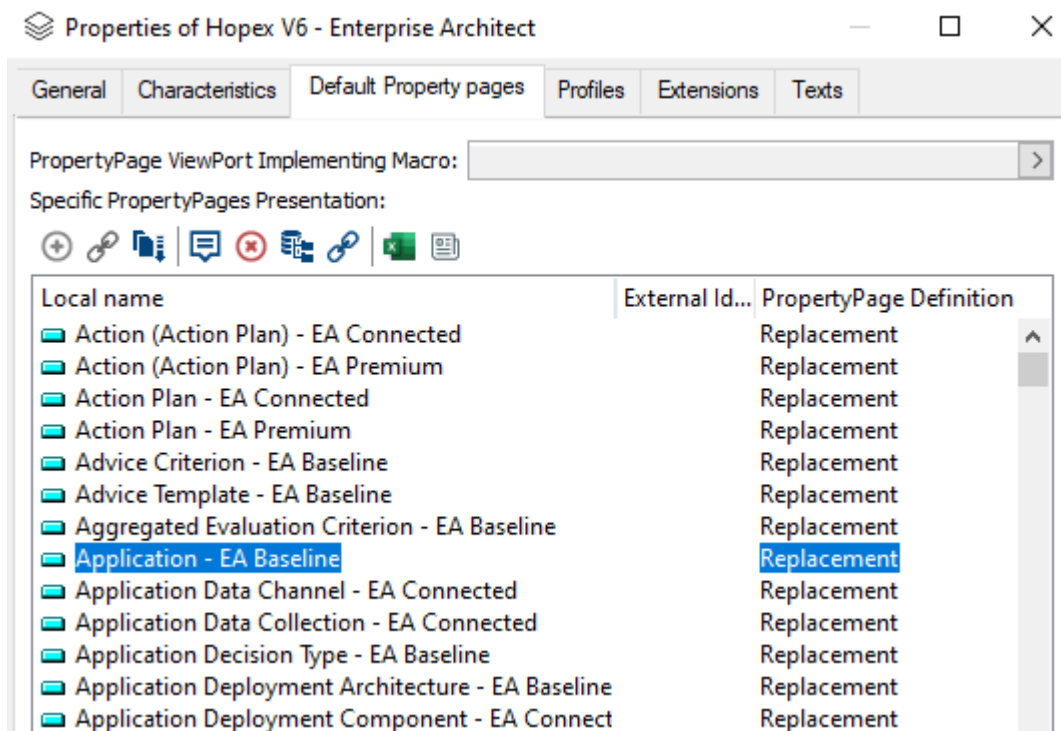 Properties of Hopex V6 - Enterprise Architect
General Characteristics Default Property pages Profiles Extensions Texts
PropertyPage ViewPort Implementing Macro:
Specific PropertyPages Presentation:
Local name External Id... PropertyPage Definition
Action (Action Plan) - EA Connected Replacement
Action (Action Plan) - EA Premium Replacement
Action Plan - EA Connected Replacement
Action Plan - EA Premium Replacement
Advice Criterion - EA Baseline Replacement
Advice Template - EA Baseline Replacement
Aggregated Evaluation Criterion - EA Baseline Replacement
Application - EA Baseline Replacement
Application Data Channel - EA Connected Replacement
Application Data Collection - EA Connected Replacement
Application Decision Type - EA Baseline Replacement
Application Deployment Architecture - EA Baseline Replacement
Application Deployment Component - EA Connect Replacement